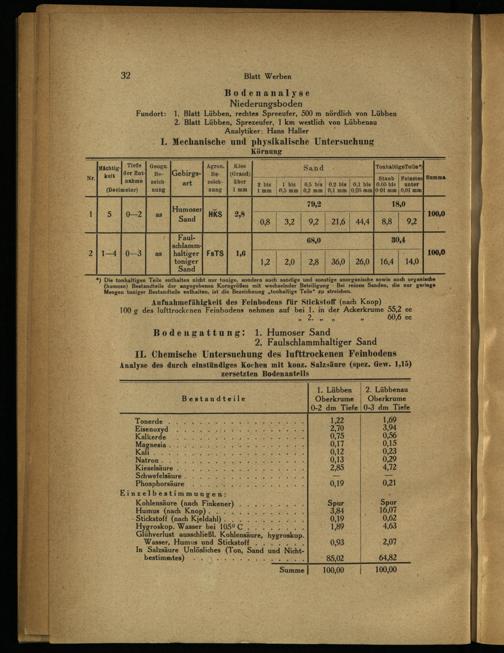 32
Blatt Werben
Bodenanalyse
Niederungsboden
Fundort: 1. Blatt Lübben, rechtes Spreeufer, 500 m nördlich von Lübben
2. Blatt Lübben, Spreeufer, 1 km westlich von Lübbenau
Analytiker: Hans Haller
I. Mechanische und physikalische Untersuchung
Körnung
Nr. | Mächtigkeit (Decimeter) | Tiefe der Entnahme (Decimeter) | Geogn. Bezeichnung | Gebirgsart | Agron. Bezeichnung | Kies (Grand) über 1 mm | Sand 2 bis 1 mm | 1 bis 0,5 mm | 0,5 bis 0,2 mm | 0,2 bis 0,1 mm | 0,1 bis 0,05 mm | Tonhaltige Teile*) Staub 0,05 bis 0,01 mm | Feinstes unter 0,01 mm | Summa
79,2 18,0
1 5 0—2 as Humoser Sand HKS 2,8 0,8 3,2 9,2 21,6 44,4 8,8 9,2 100,0
68,0 30,4
2 1—4 0—3 as Faulschlammhaltiger toniger Sand FsTS 1,6 1,2 2,0 2,8 36,0 26,0 16,4 14,0 100,0
*) Die tonhaltigen Teile enthalten nicht nur tonige, sondern auch sandige und sonstige anorganische sowie auch organische
(humose) Bestandteile der angegebenen Korngrößen mit wechselnder Beteiligung. Bei reinen Sanden, die nur geringe
Mengen toniger Bestandteile enthalten, ist die Bezeichnung „tonhaltige Teile" zu streichen.
Aufnahmefähigkeit des Feinbodens für Stickstoff (nach Knop)
100 g des lufttrockenen Feinbodens nehmen auf bei 1. in der Ackerkrume 55,2 cc
„ 2. „ „ „ 60,6 cc
Bodengattung: 1. Humoser Sand
2. Faulschlammhaltiger Sand
II. Chemische Untersuchung des lufttrockenen Feinbodens
Analyse des durch einstündiges Kochen mit konz. Salzsäure (spez. Gew. 1,15)
zersetzten Bodenanteils
Bestandteile | 1. Lübben Oberkrume 0-2 dm Tiefe | 2. Lübbenau Oberkrume 0-3 dm Tiefe
Tonerde 1,22 1,69
Eisenoxyd 2,70 3,94
Kalkerde 0,75 0,56
Magnesia 0,17 0,15
Kali 0,12 0,23
Natron 0,13 0,29
Kieselsäure 2,85 4,72
Schwefelsäure — —
Phosphorsäure 0,19 0,21
Einzelbestimmungen:
Kohlensäure (nach Finkener) Spur Spur
Humus (nach Knop) 3,84 16,07
Stickstoff (nach Kjeldahl) 0,19 0,62
Hygroskop. Wasser bei 105° C 1,89 4,63
Glühverlust ausschließl. Kohlensäure, hygroskop.
Wasser, Humus und Stickstoff 0,93 2,07
In Salzsäure Unlösliches (Ton, Sand und Nicht-
bestimmtes) 85,02 64,82
Summe 100,00 100,00